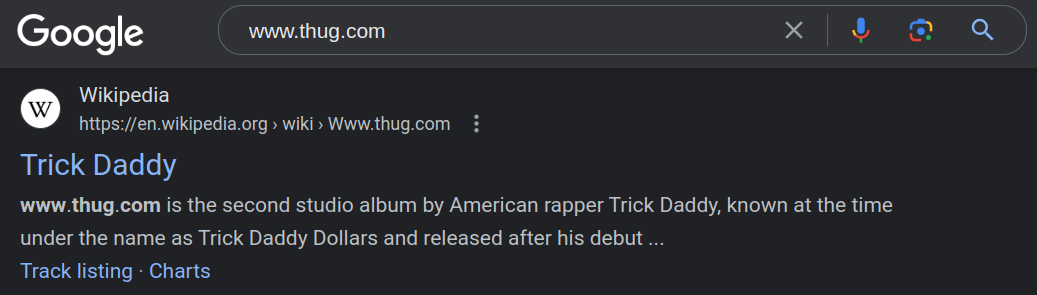 Google
www.thug.com
W
Wikipedia
https://en.wikipedia.org › wiki › Www.thug.com
Trick Daddy
www.thug.com is the second studio album by American rapper Trick Daddy, known at the time
under the name as Trick Daddy Dollars and released after his debut ...
Track listing · Charts